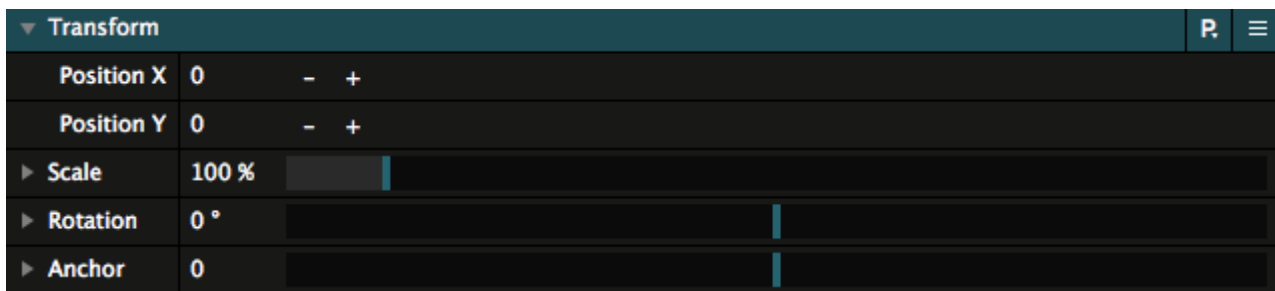 Transform P.
Position X 0 - +
Position Y 0 - +
Scale 100 %
Rotation 0 °
Anchor 0